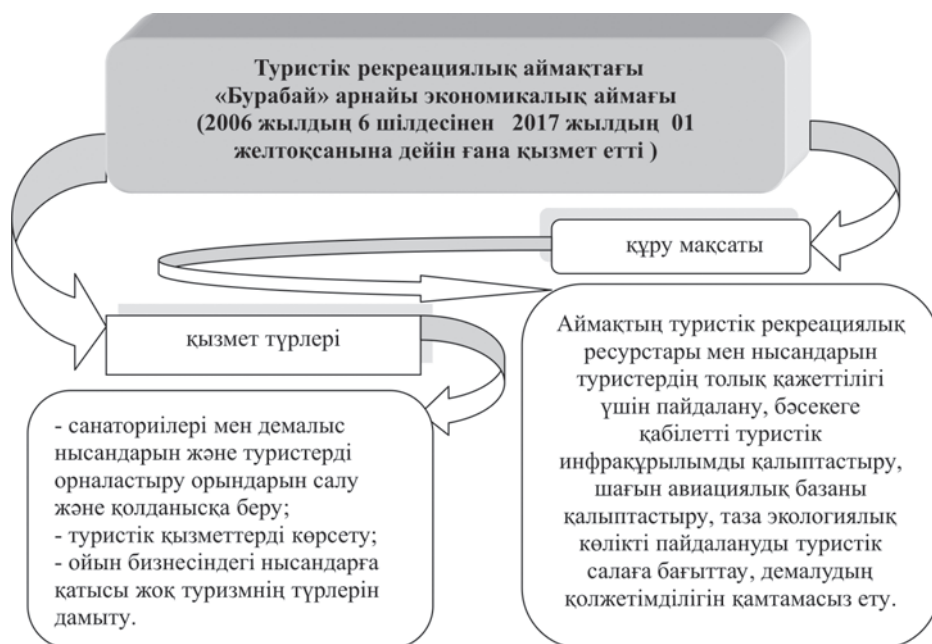 Туристік рекреациялық аймақтағы
«Бурабай» арнайы экономикалық аймағы
(2006 жылдың 6 шілдесінен 2017 жылдың 01
желтоқсанына дейін ғана қызмет етті )
құру мақсаты
Аймақтың туристік рекреациялық
ресурстары мен нысандарын
туристердің толық қажеттілігі
үшін пайдалану, бәсекеге
қабілетті туристік
инфрақұрылымды қалыптастыру,
шағын авиациялық базаны
қалыптастыру, таза экологиялық
көлікті пайдалануды туристік
салаға бағыттау, демалудың
қолжетімділігін қамтамасыз ету.
қызмет түрлері
- санаториілері мен демалыс
нысандарын және туристерді
орналастыру орындарын салу
және қолданысқа беру;
- туристік қызметтерді көрсету;
- ойын бизнесіндегі нысандарға
қатысы жоқ туризмнің түрлерін
дамыту.